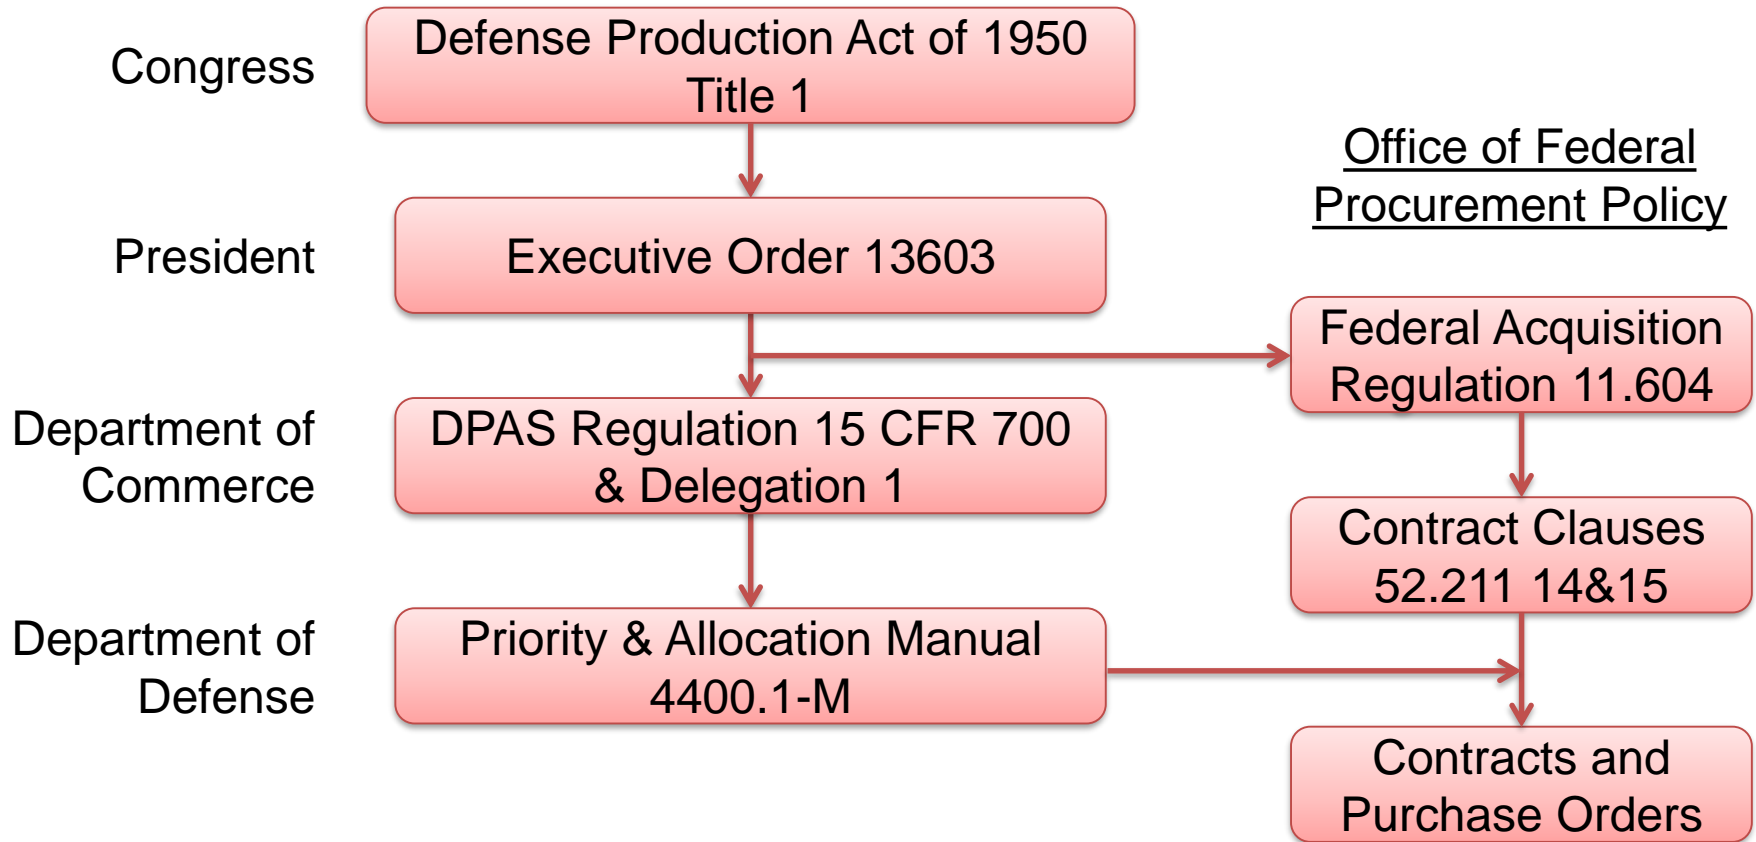 Congress
Defense Production Act of 1950
Title 1
Office of Federal
Procurement Policy
President
Executive Order 13603
Federal Acquisition
Regulation 11.604
Department of
Commerce
DPAS Regulation 15 CFR 700
& Delegation 1
Contract Clauses
52.211 14&15
Department of
Defense
Priority & Allocation Manual
4400.1-M
Contracts and
Purchase Orders